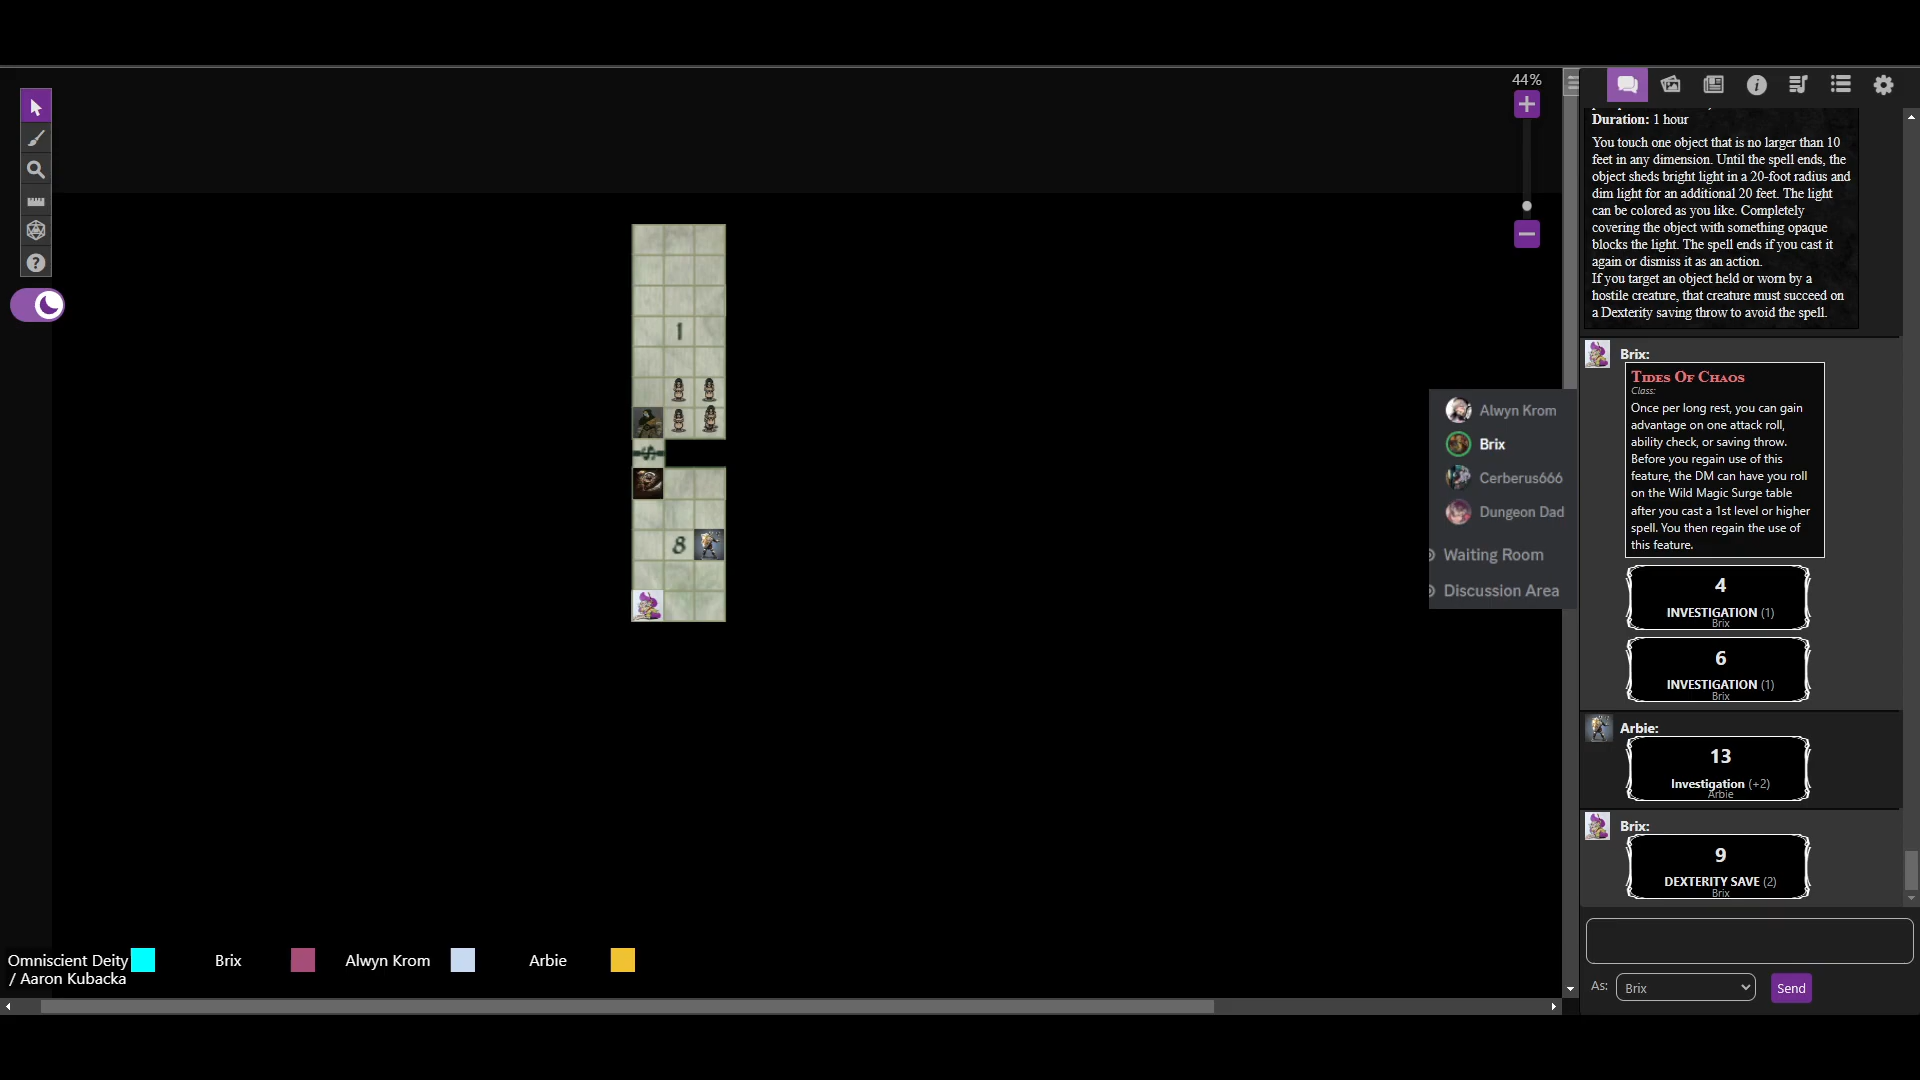 44%
Duration: 1 hour
You touch one object that is no larger than 10
feet in any dimension. Until the spell ends, the
object sheds bright light in a 20-foot radius and
dim light for an additional 20 feet. The light
can be colored as you like. Completely
covering the object with something opaque
blocks the light. The spell ends if you cast it
again or dismiss it as an action.
If you target an object held or worn by a
hostile creature, that creature must succeed on
a Dexterity saving throw to avoid the spell.
Brix:
Tides Of Chaos
Class:
Once per long rest, you can gain
advantage on one attack roll,
ability check, or saving throw.
Before you regain use of this
feature, the DM can have you roll
on the Wild Magic Surge table
after you cast a 1st level or higher
spell. You then regain the use of
this feature.
4
INVESTIGATION (1)
Brix
6
INVESTIGATION (1)
Brix
Arbie:
13
Investigation (+2)
Arbie
Brix:
9
DEXTERITY SAVE (2)
Brix
As:
Brix
Send
1
S
8
Alwyn Krom
Brix
Cerberus666
Dungeon Dad
Waiting Room
Discussion Area
Omniscient Deity
/ Aaron Kubacka
Brix
Alwyn Krom
Arbie